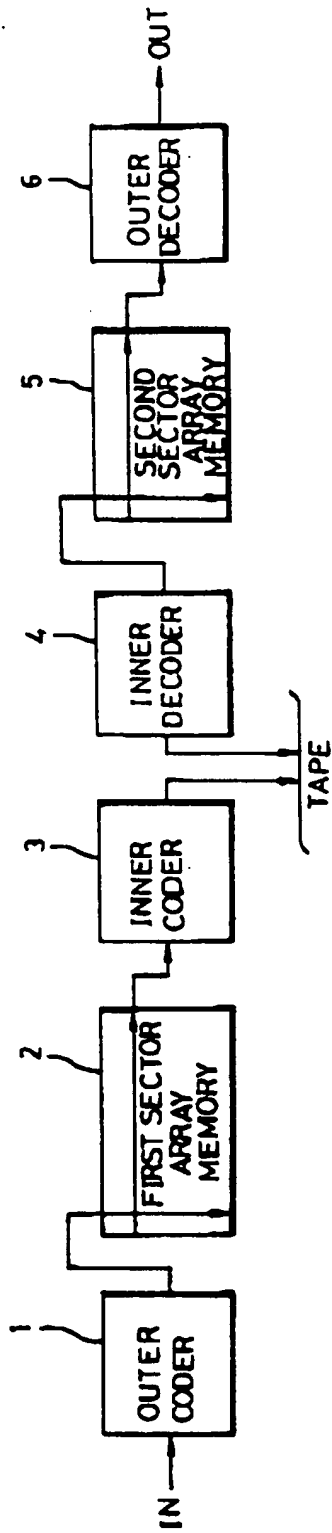 IN
1
OUTER
CODER
2
FIRST SECTOR
ARRAY
MEMORY
3
INNER
CODER
TAPE
4
INNER
DECODER
5
SECOND
SECTOR
ARRAY
MEMORY
6
OUTER
DECODER
OUT